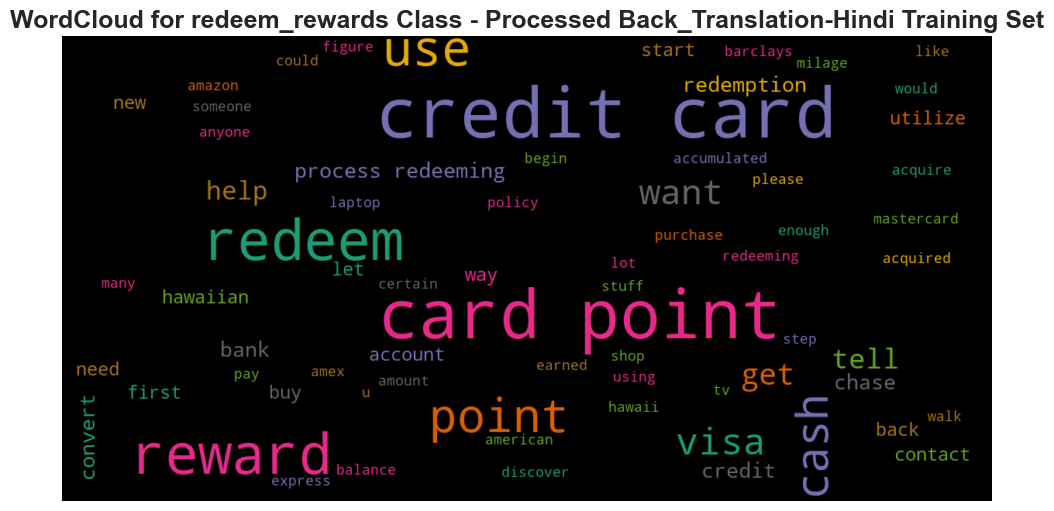 WordCloud for redeem_rewards Class - Processed Back_Translation-Hindi Training Set
figure
use
start
barclays
like
could
milage
amazon
redemption
would
new
someone
credit card
utilize
anyone
begin
accumulated
process redeeming
acquire
help
want
please
laptop
policy
mastercard
redeem
purchase
enough
redeeming
acquired
let
way
lot
many
certain
stuff
hawaiian
card point
step
bank
account
shop
tell
need
pay
amex
earned
using
get
chase
first
buy
amount
u
tv
convert
point
hawaii
cash
walk
back
reward
american
visa
contact
balance
discover
credit
express